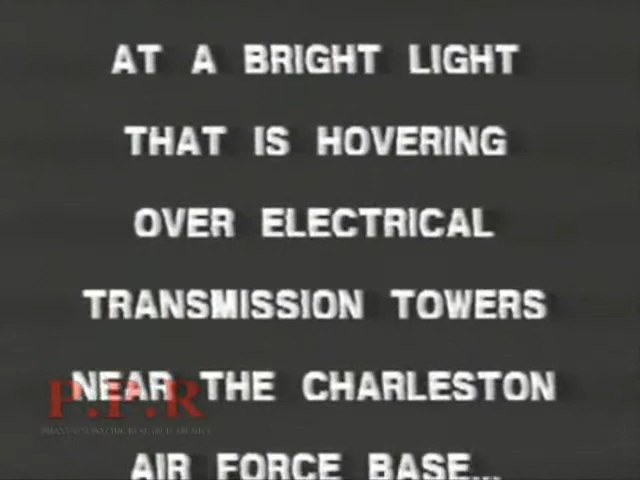 AT A BRIGHT LIGHT
THAT IS HOVERING
OVER ELECTRICAL
TRANSMISSION TOWERS
NEAR THE CHARLESTON
P.P.R
AIR FORCE BASE...